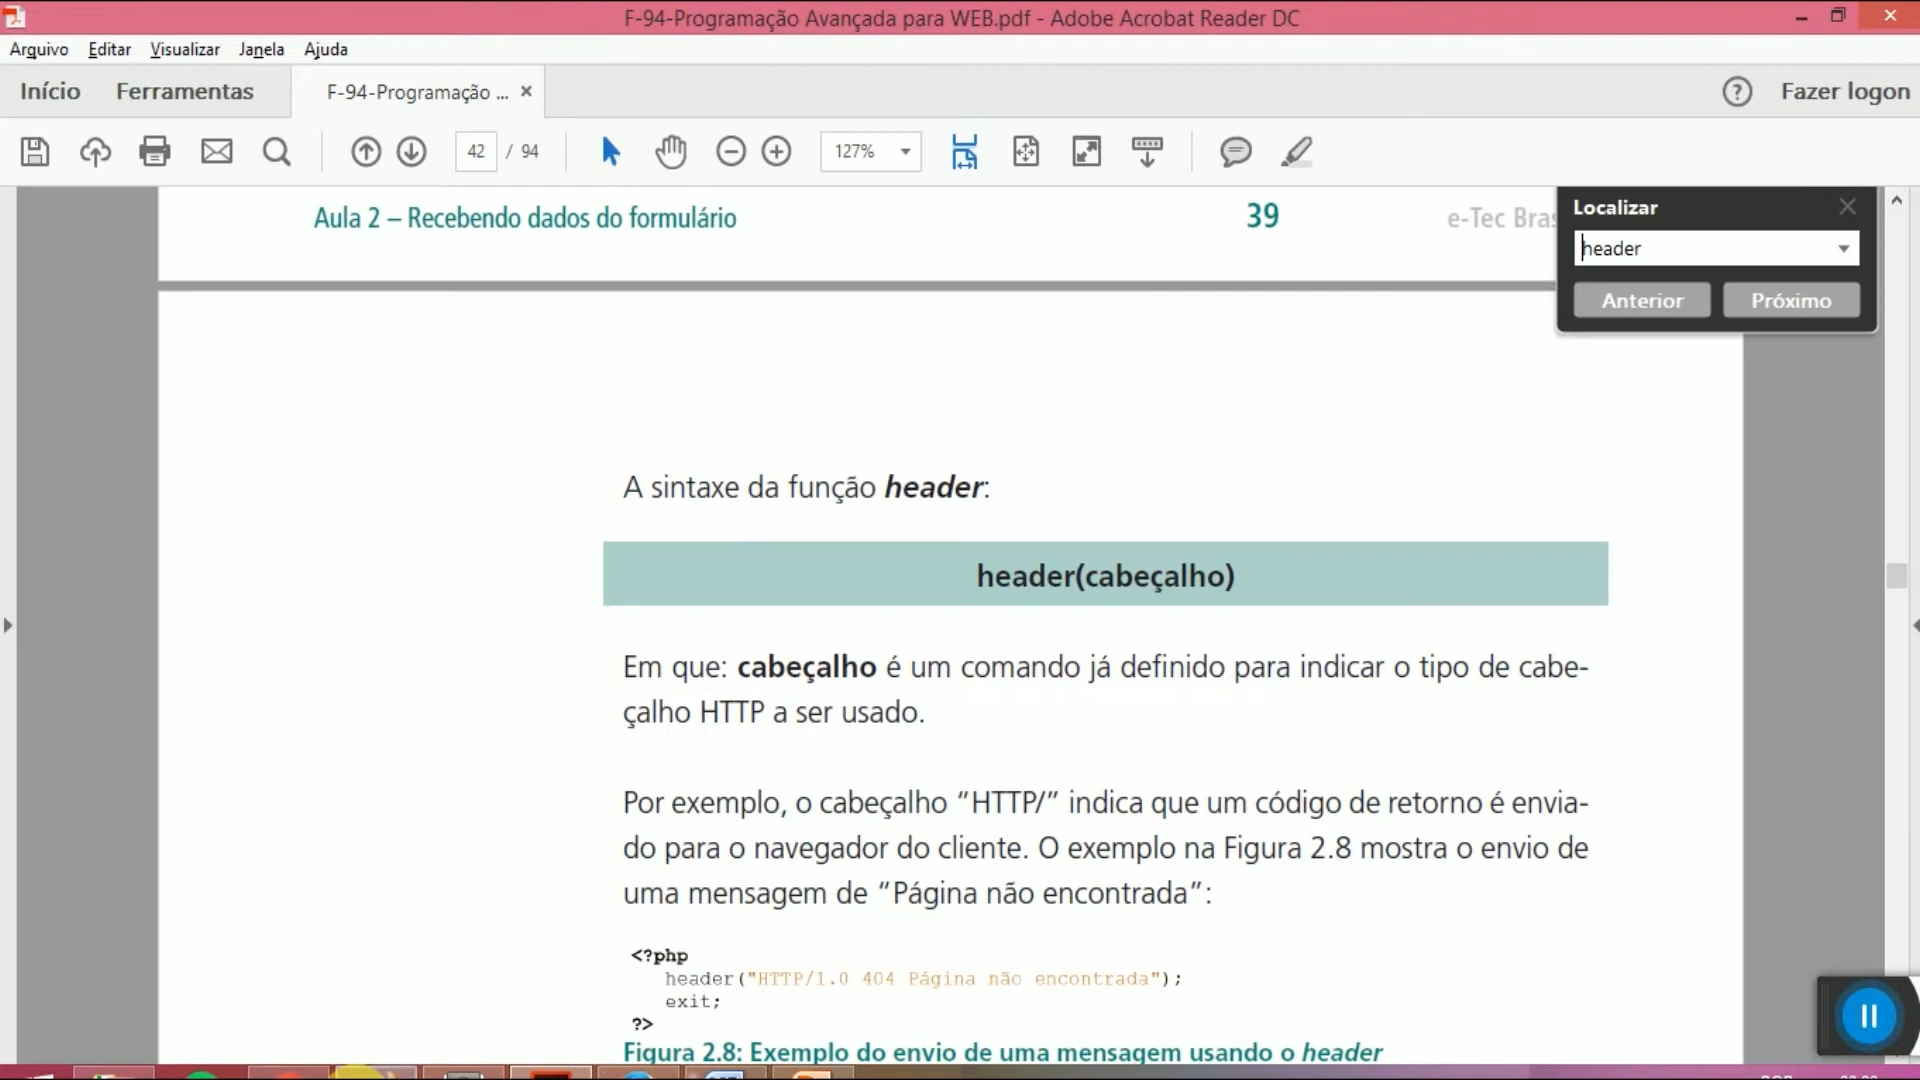 F-94-Programação Avançada para WEB.pdf - Adobe Acrobat Reader DC
Arquivo Editar Visualizar Janela Ajuda
Início Ferramentas F-94-Programação ... Fazer logon
42 / 94 127%
Aula 2 – Recebendo dados do formulário 39 e-Tec Bras
Localizar
header
Anterior Próximo
A sintaxe da função header:
header(cabeçalho)
Em que: cabeçalho é um comando já definido para indicar o tipo de cabe-
çalho HTTP a ser usado.
Por exemplo, o cabeçalho “HTTP/” indica que um código de retorno é envia-
do para o navegador do cliente. O exemplo na Figura 2.8 mostra o envio de
uma mensagem de “Página não encontrada”:
<?php
header("HTTP/1.0 404 Página não encontrada");
exit;
?>
Figura 2.8: Exemplo do envio de uma mensagem usando o header